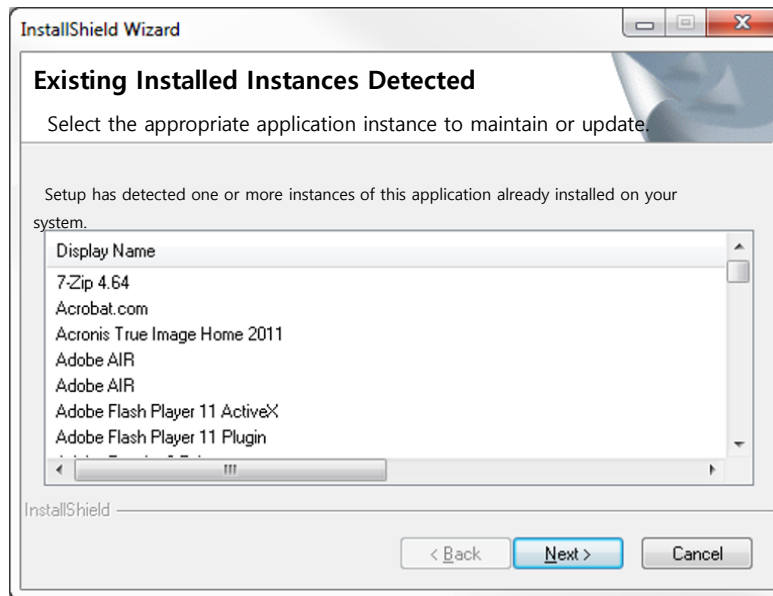 InstallShield Wizard
Existing Installed Instances Detected
Select the appropriate application instance to maintain or update.
Setup has detected one or more instances of this application already installed on your
system.
Display Name
7-Zip 4.64
Acrobat.com
Acronis True Image Home 2011
Adobe AIR
Adobe AIR
Adobe Flash Player 11 ActiveX
Adobe Flash Player 11 Plugin
InstallShield
< Back
Next >
Cancel